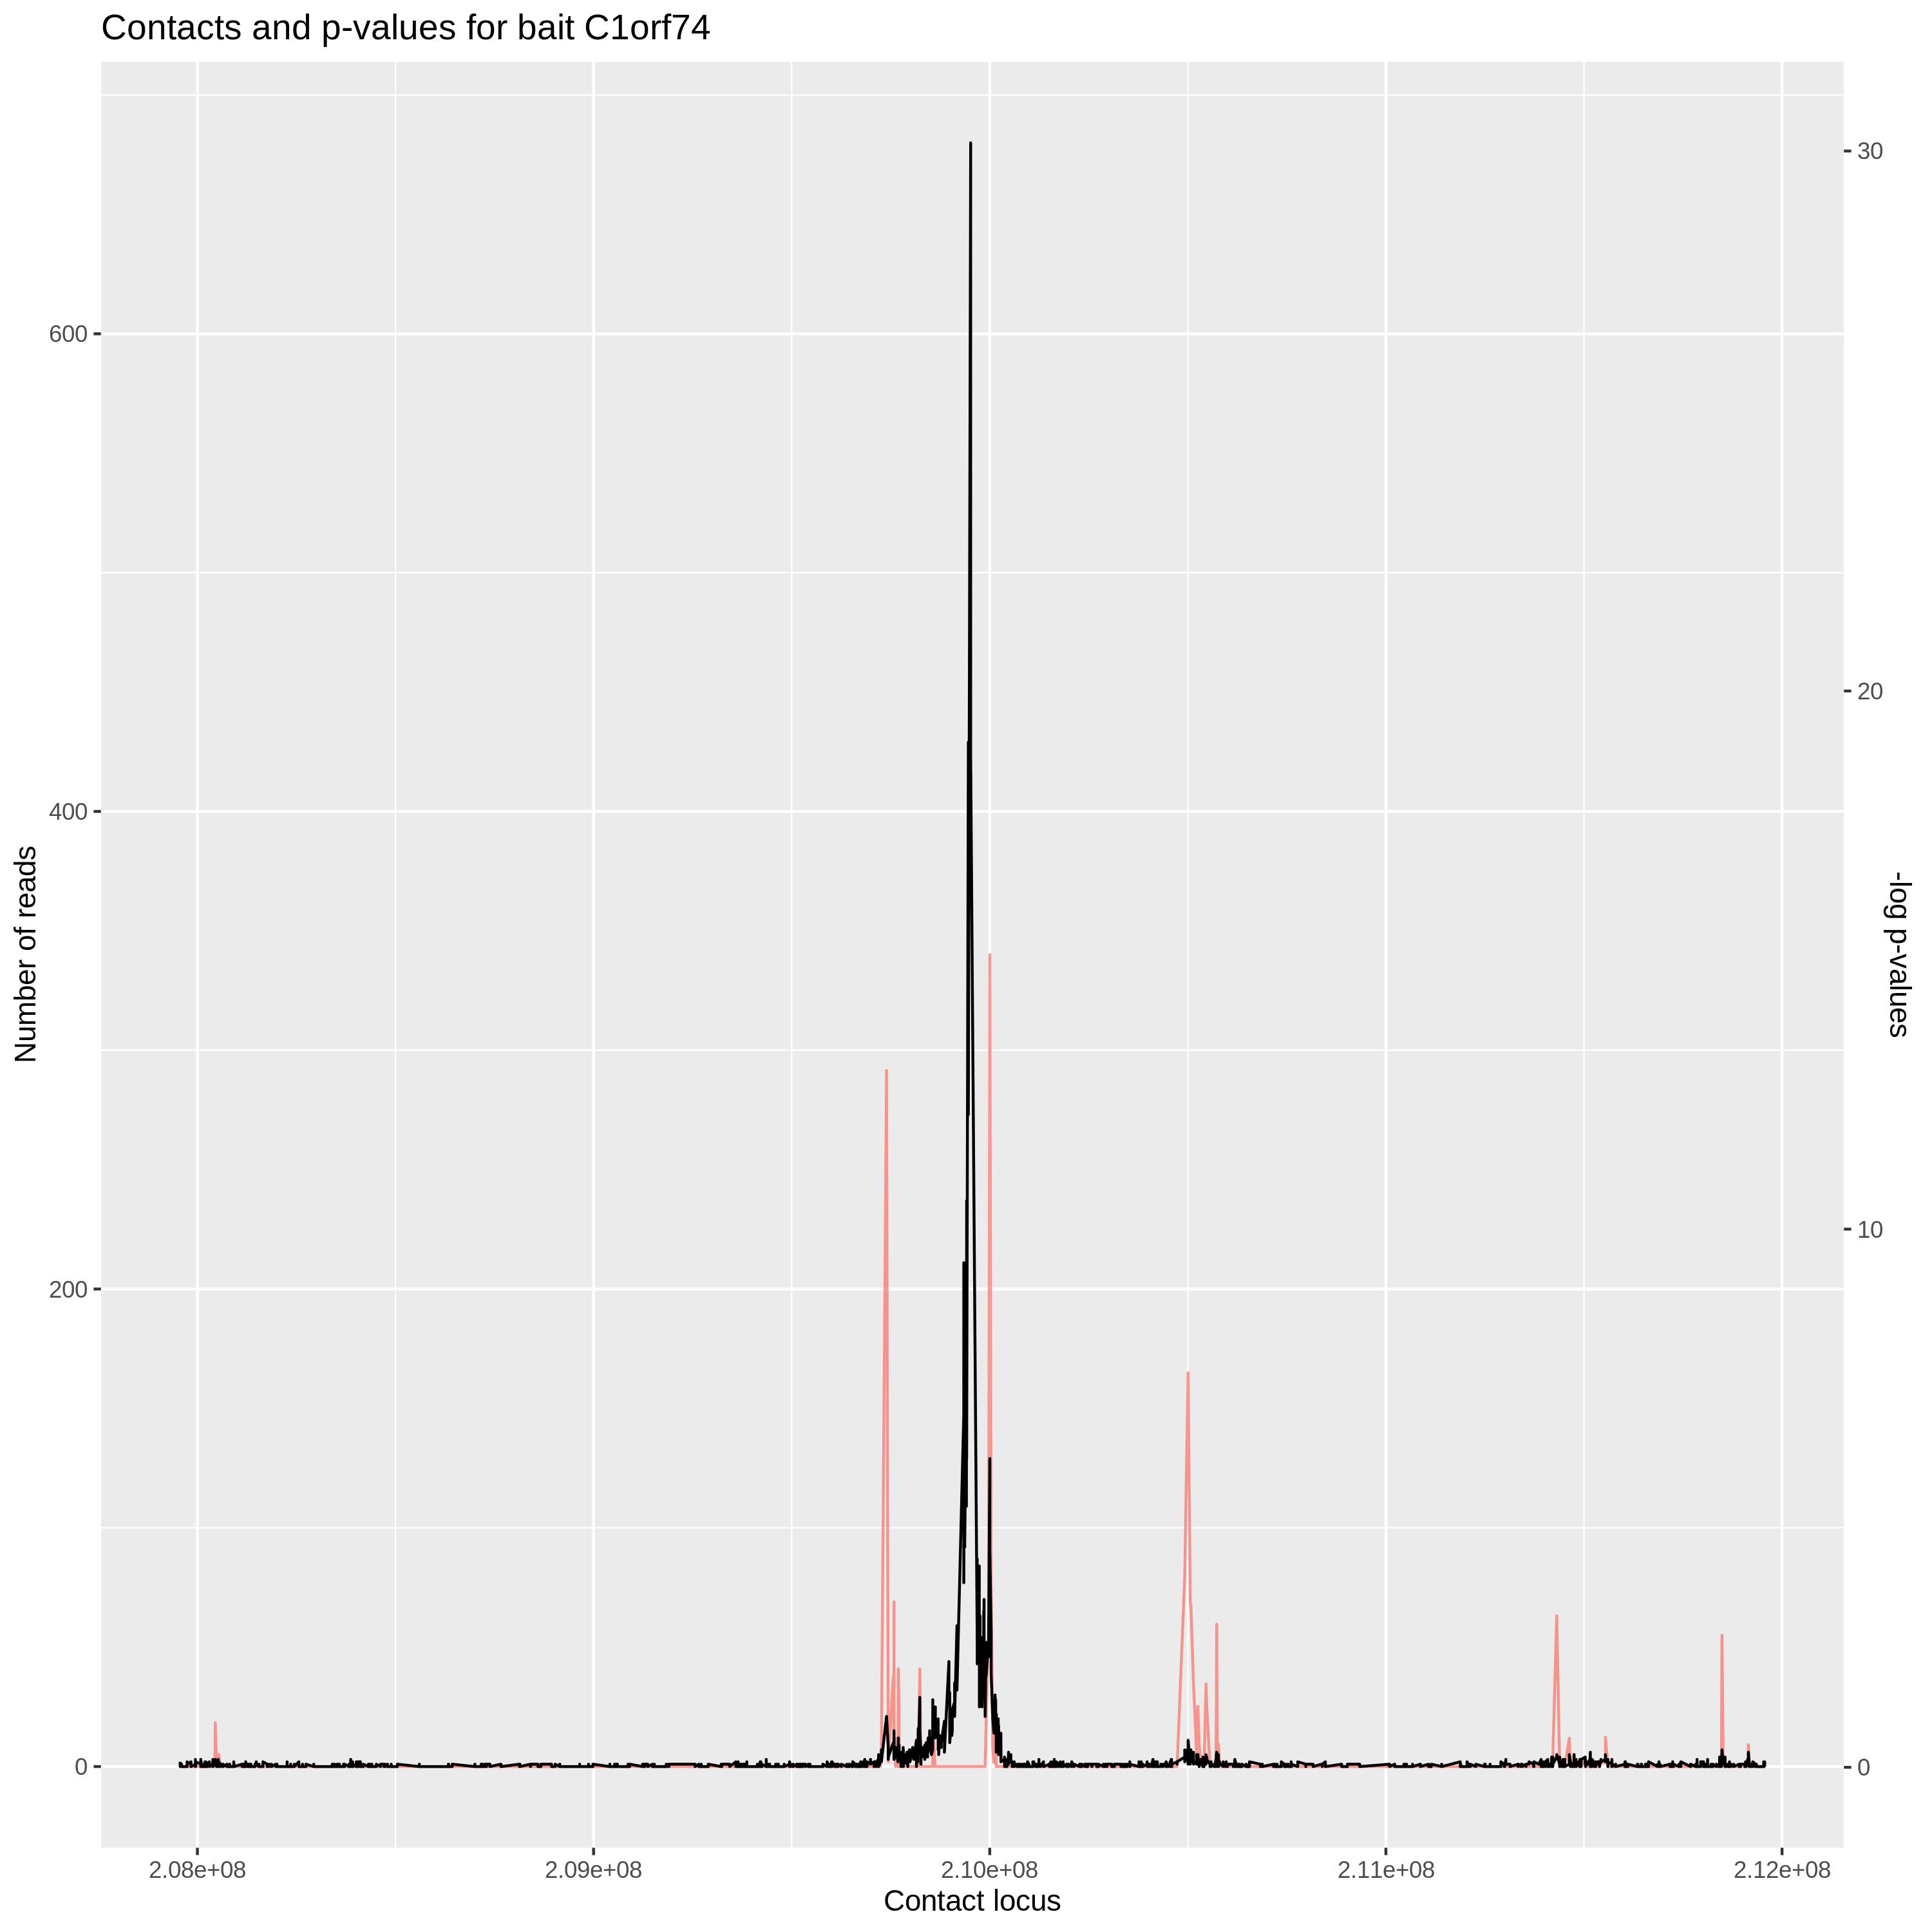 Contacts and p-values for bait C1orf74
600
400
200
0
Number of reads
30
20
10
0
-log p-values
2.08e+08
2.09e+08
2.10e+08
2.11e+08
2.12e+08
Contact locus